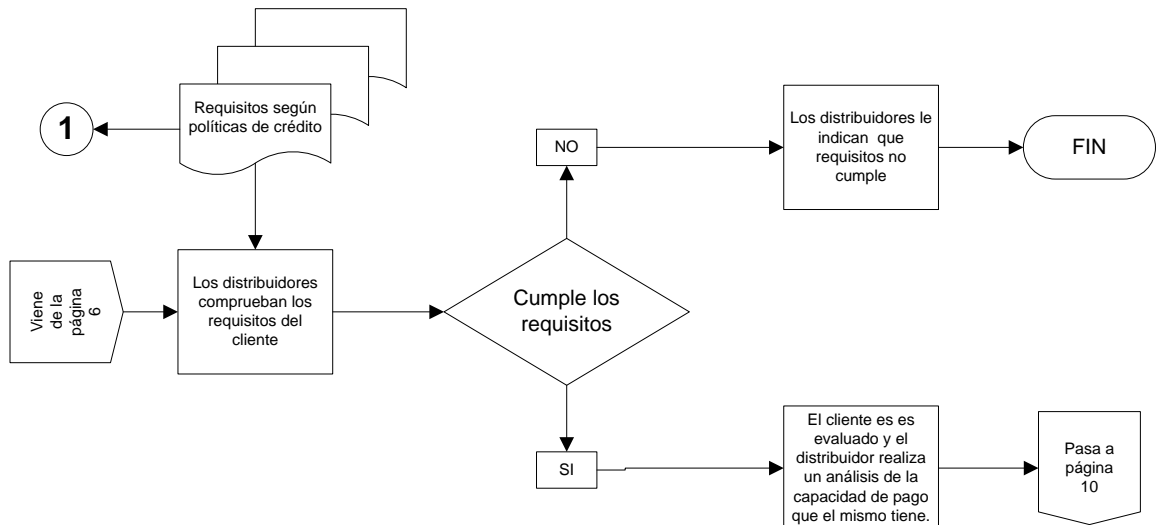 Requisitos según
políticas de crédito
1
NO
Los distribuidores le
indican que
requisitos no
cumple
FIN
Viene
de la
página
6
Los distribuidores
comprueban los
requisitos del
cliente
Cumple los
requisitos
SI
El cliente es es
evaluado y el
distribuidor realiza
un análisis de la
capacidad de pago
que el mismo tiene.
Pasa a
página
10